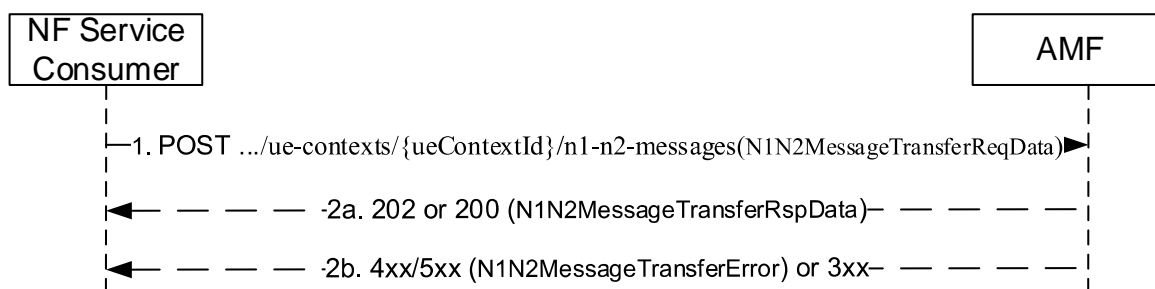 NF Service
Consumer
AMF
1. POST .../ue-contexts/{ueContextId}/n1-n2-messages(N1N2MessageTransferReqData)
2a. 202 or 200 (N1N2MessageTransferRspData)
2b. 4xx/5xx (N1N2MessageTransferError) or 3xx